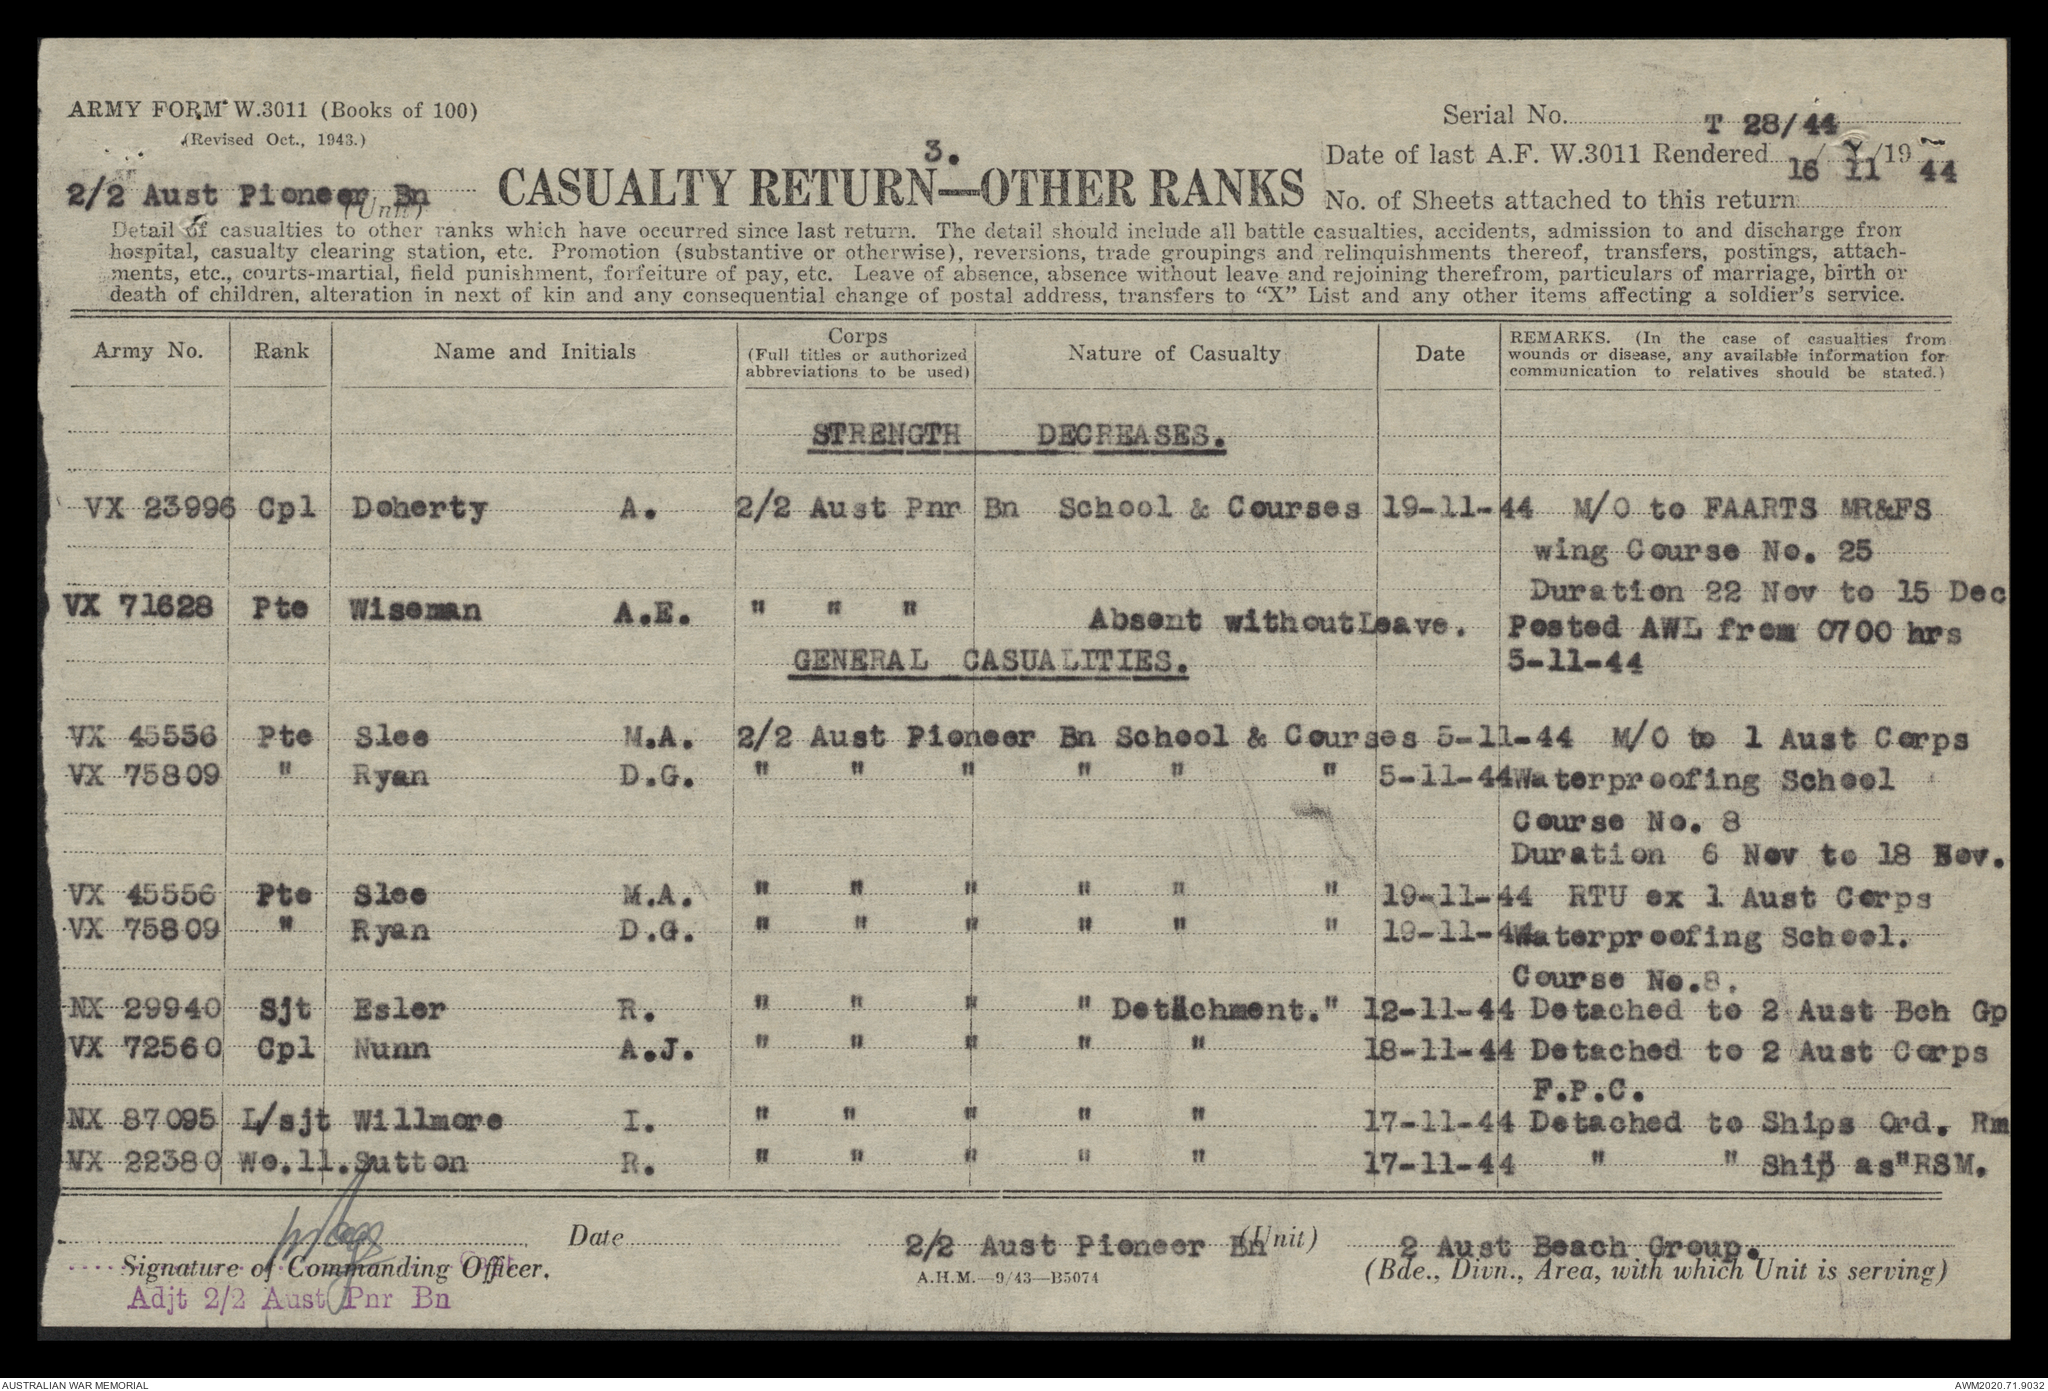 ARMY FORM W.3011 (Books of 100)
(Revised Oct., 1943.)
Serial No. T 28/44
3.
Date of last A.F. W.3011 Rendered 16/ 11 /19 44
2/2 Aust Pioneer Bn
(Unit)
CASUALTY RETURN—OTHER RANKS
No. of Sheets attached to this return
Detail of casualties to other ranks which have occurred since last return. The detail should include all battle casualties, accidents, admission to and discharge from
hospital, casualty clearing station, etc. Promotion (substantive or otherwise), reversions, trade groupings and relinquishments thereof, transfers, postings, attach-
ments, etc., courts-martial, field punishment, forfeiture of pay, etc. Leave of absence, absence without leave and rejoining therefrom, particulars of marriage, birth or
death of children, alteration in next of kin and any consequential change of postal address, transfers to "X" List and any other items affecting a soldier's service.
Army No. Rank Name and Initials Corps (Full titles or authorized abbreviations to be used) Nature of Casualty Date REMARKS. (In the case of casualties from wounds or disease, any available information for communication to relatives should be stated.)
STRENGTH DECREASES.
VX 23996 Cpl Doherty A. 2/2 Aust Pnr Bn School & Courses 19-11-44 M/O to FAARTS MR&FS
wing Course No. 25
Duration 22 Nov to 15 Dec
VX 71628 Pte Wiseman A.E. " " " Absent without Leave. Posted AWL from 0700 hrs
5-11-44
GENERAL CASUALITIES.
VX 45556 Pte Slee M.A. 2/2 Aust Pioneer Bn School & Courses 5-11-44 M/O to 1 Aust Corps
VX 75809 " Ryan D.G. " " " " " " 5-11-44 Waterproofing School
Course No. 8
Duration 6 Nov to 18 Nov.
VX 45556 Pte Slee M.A. " " " " " " 19-11-44 RTU ex 1 Aust Corps
VX 75809 " Ryan D.G. " " " " " " 19-11-44 Waterproofing School.
Course No.8.
NX 29940 Sjt Esler R. " " " " Detachment. " 12-11-44 Detached to 2 Aust Bch Gp
VX 72560 Cpl Nunn A.J. " " " " " 18-11-44 Detached to 2 Aust Corps
F.P.C.
NX 87095 L/sjt Willmore I. " " " " " 17-11-44 Detached to Ships Ord. Rm
VX 22380 Wo.11. Sutton R. " " " " " 17-11-44 " " Ship as "RSM.
Date
2/2 Aust Pioneer Bn (Unit)
2 Aust Beach Group.
Capt
Signature of Commanding Officer.
A.H.M.—9/43—B5074
(Bde., Divn., Area, with which Unit is serving)
Adjt 2/2 Aust Pnr Bn
AUSTRALIAN WAR MEMORIAL
AWM2020.71.9032